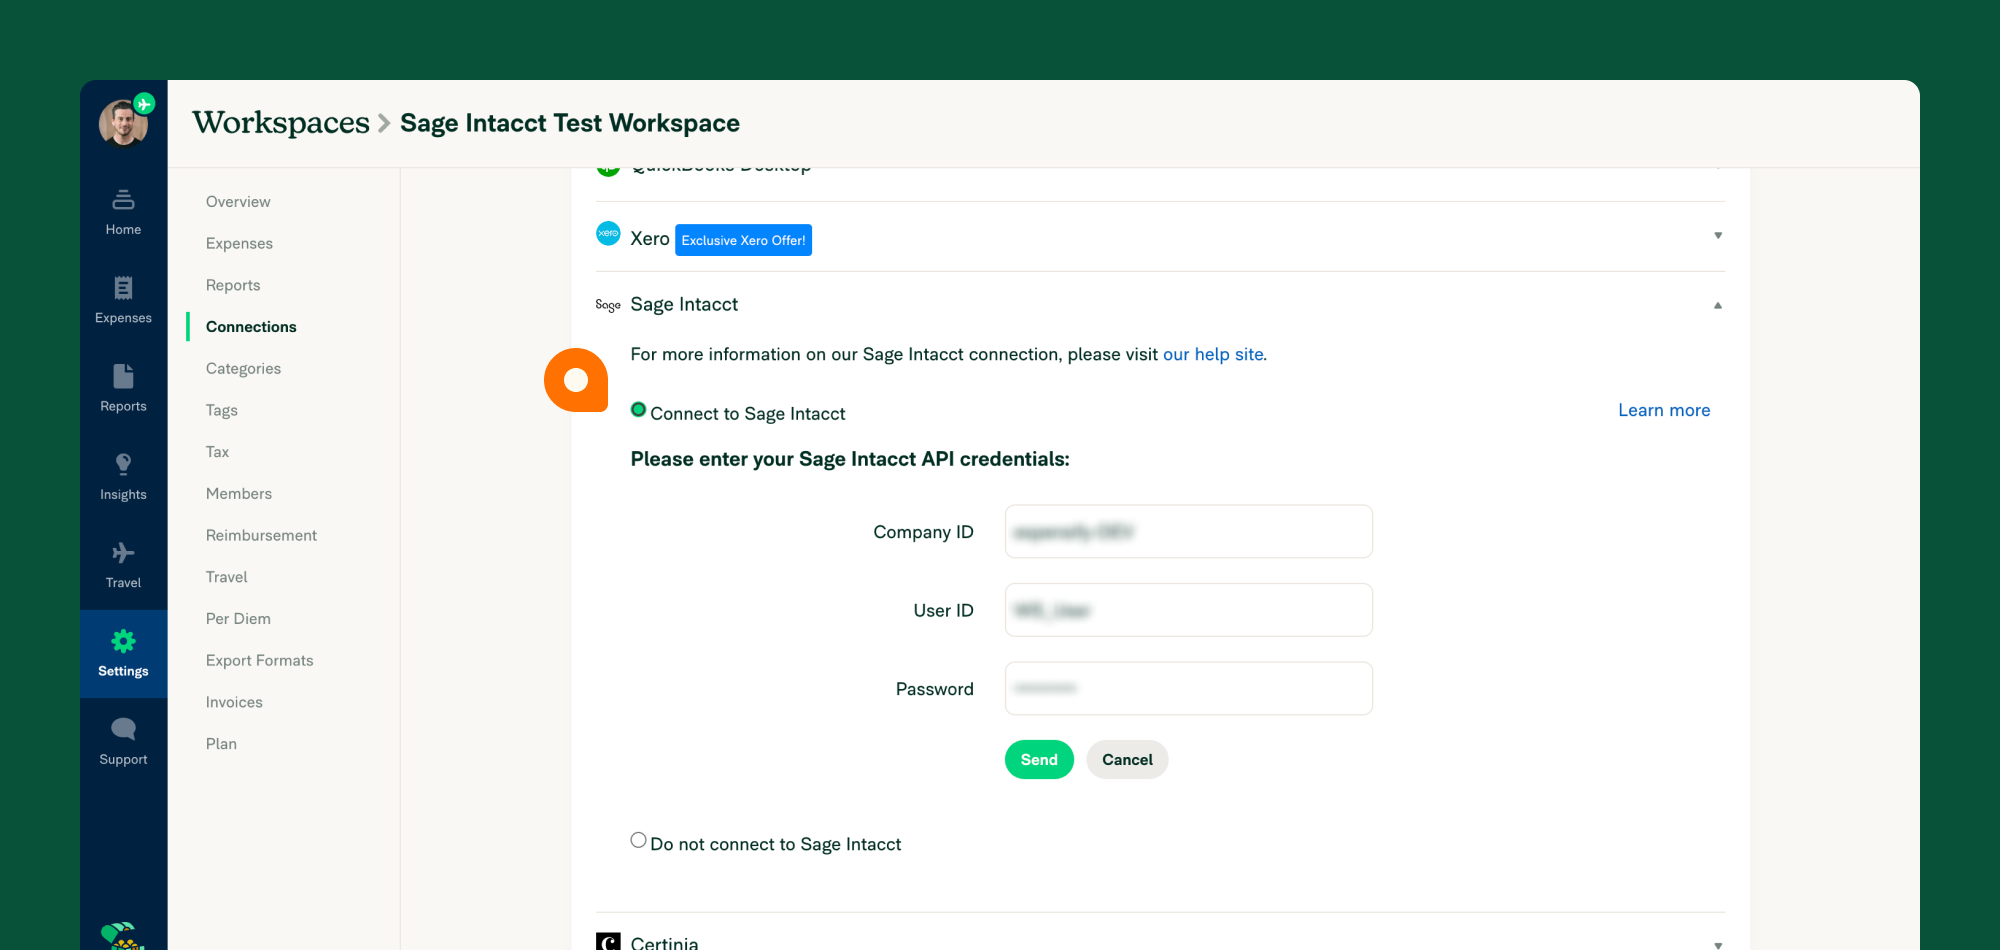 Workspaces > Sage Intacct Test Workspace
Home
Expenses
Reports
Insights
Travel
Settings
Support
Overview
Expenses
Reports
Connections
Categories
Tags
Tax
Members
Reimbursement
Travel
Per Diem
Export Formats
Invoices
Plan
QuickBooks Desktop
xero Xero Exclusive Xero Offer!
Sage Sage Intacct
For more information on our Sage Intacct connection, please visit our help site.
Connect to Sage Intacct
Learn more
Please enter your Sage Intacct API credentials:
Company ID
User ID
Password
Send Cancel
Do not connect to Sage Intacct
C Certinia